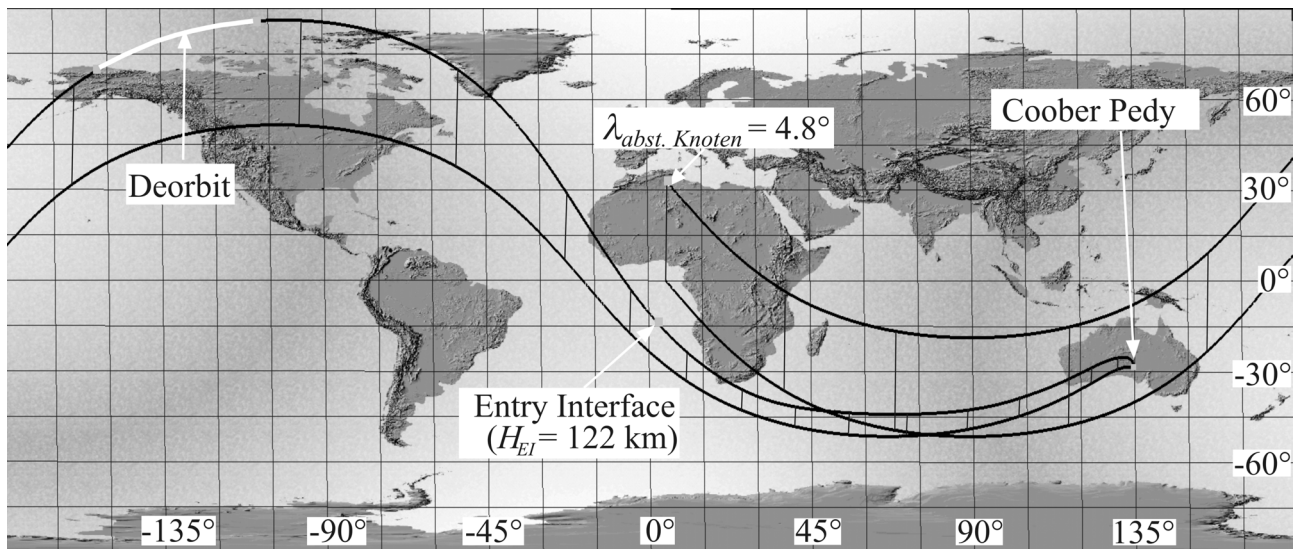 60°
Coober Pedy
λabst. Knoten = 4.8°
Deorbit
30°
0°
-30°
Entry Interface
(HEI = 122 km)
-60°
-135° -90° -45° 0° 45° 90° 135°